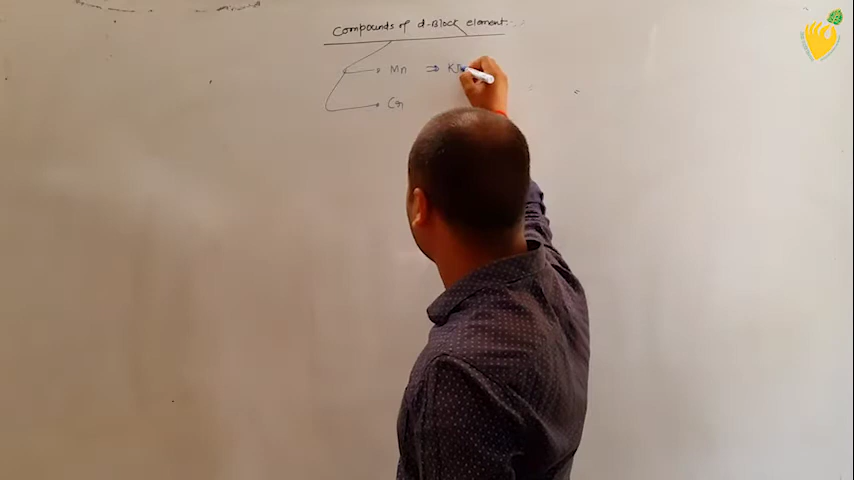 Compounds of d-Block element:
Mn ⇒ K
Cr